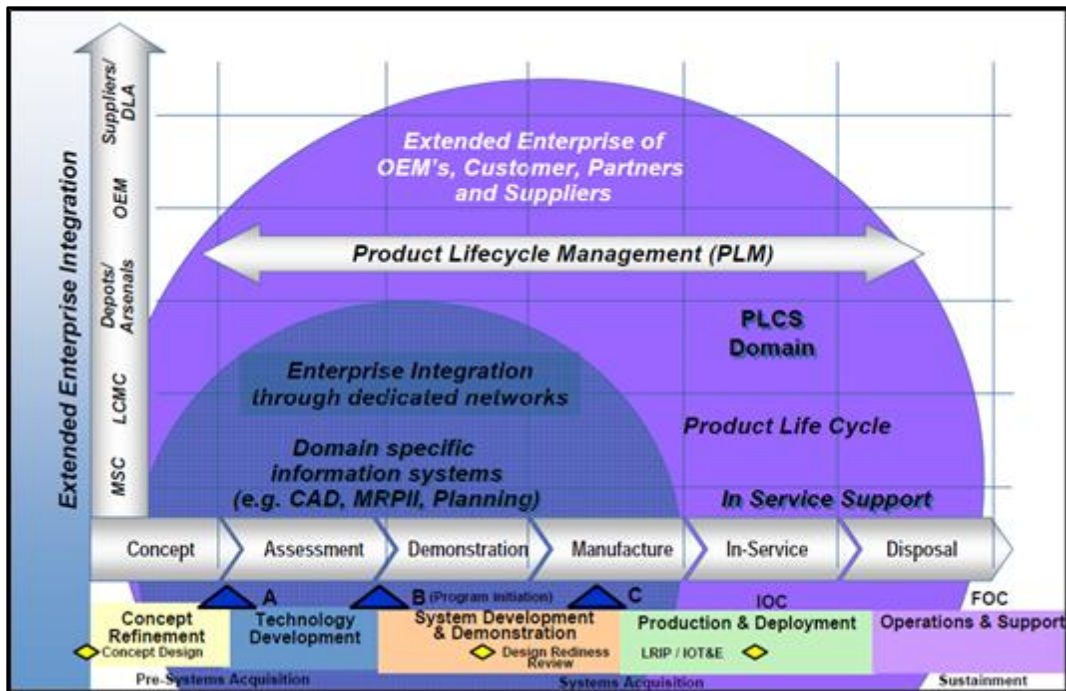 Extended Enterprise Integration
Suppliers/
DLA
OEM
Depots/
Arsenals
LCMC
MSC
Extended Enterprise of
OEM's, Customer, Partners
and Suppliers
Product Lifecycle Management (PLM)
PLCS
Domain
Enterprise Integration
through dedicated networks
Product Life Cycle
Domain specific
information systems
(e.g. CAD, MRPII, Planning)
In Service Support
Concept
Assessment
Demonstration
Manufacture
In-Service
Disposal
A
B (Program initiation)
C
IOC
FOC
Concept
Refinement
Concept Design
Technology
Development
System Development
& Demonstration
Design Rediness
Review
Production & Deployment
LRIP / IOT&E
Operations & Support
Pre-Systems Acquisition
Systems Acquisition
Sustainment